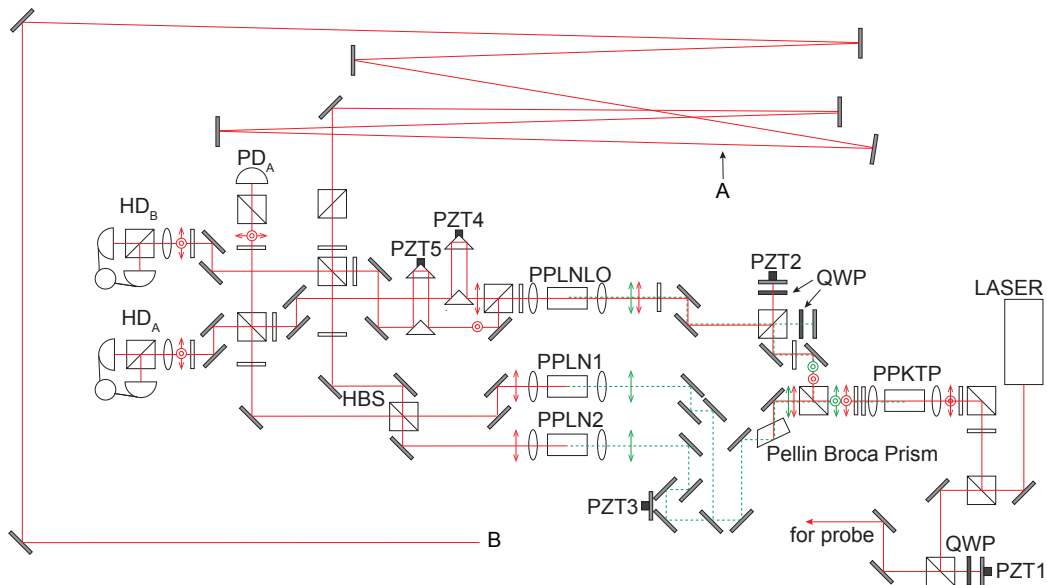 A
PD_A
HD_B
PZT4
PZT5
PPLNLO
PZT2
QWP
LASER
HD_A
PPLN1
HBS
PPKTP
PPLN2
Pellin Broca Prism
PZT3
for probe
B
QWP
PZT1